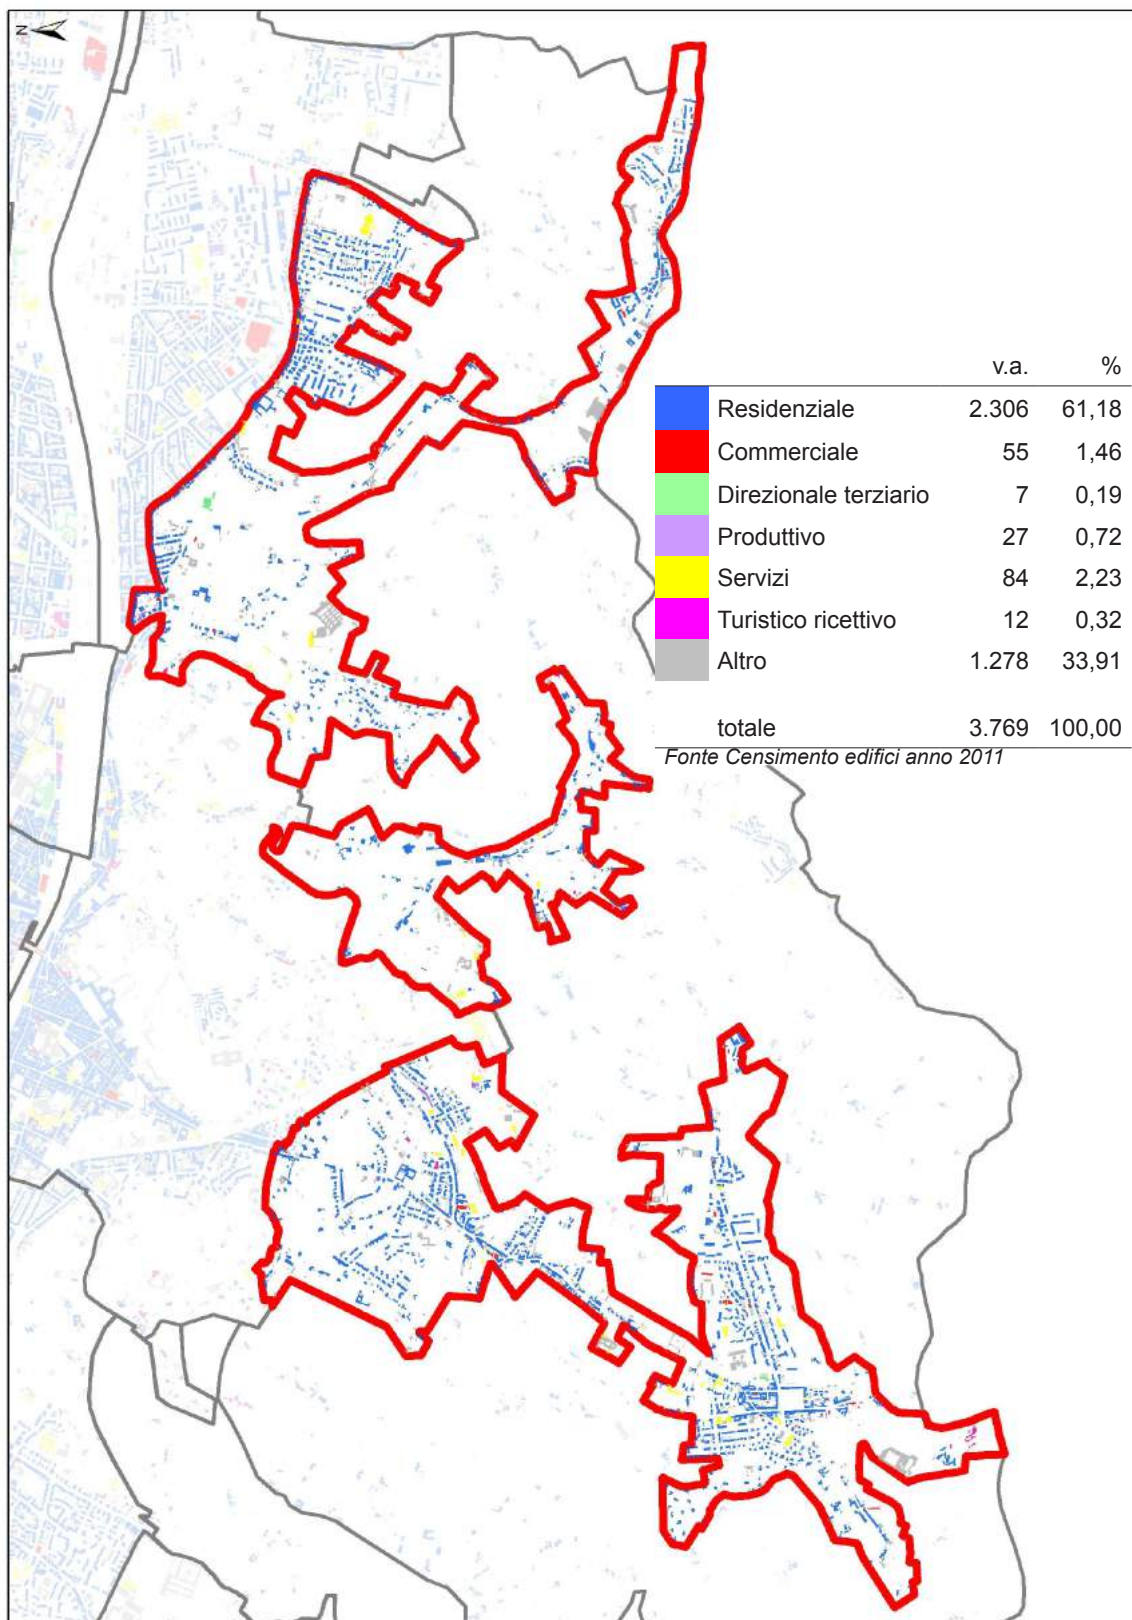 N
v.a. %
Residenziale 2.306 61,18
Commerciale 55 1,46
Direzionale terziario 7 0,19
Produttivo 27 0,72
Servizi 84 2,23
Turistico ricettivo 12 0,32
Altro 1.278 33,91
totale 3.769 100,00
Fonte Censimento edifici anno 2011